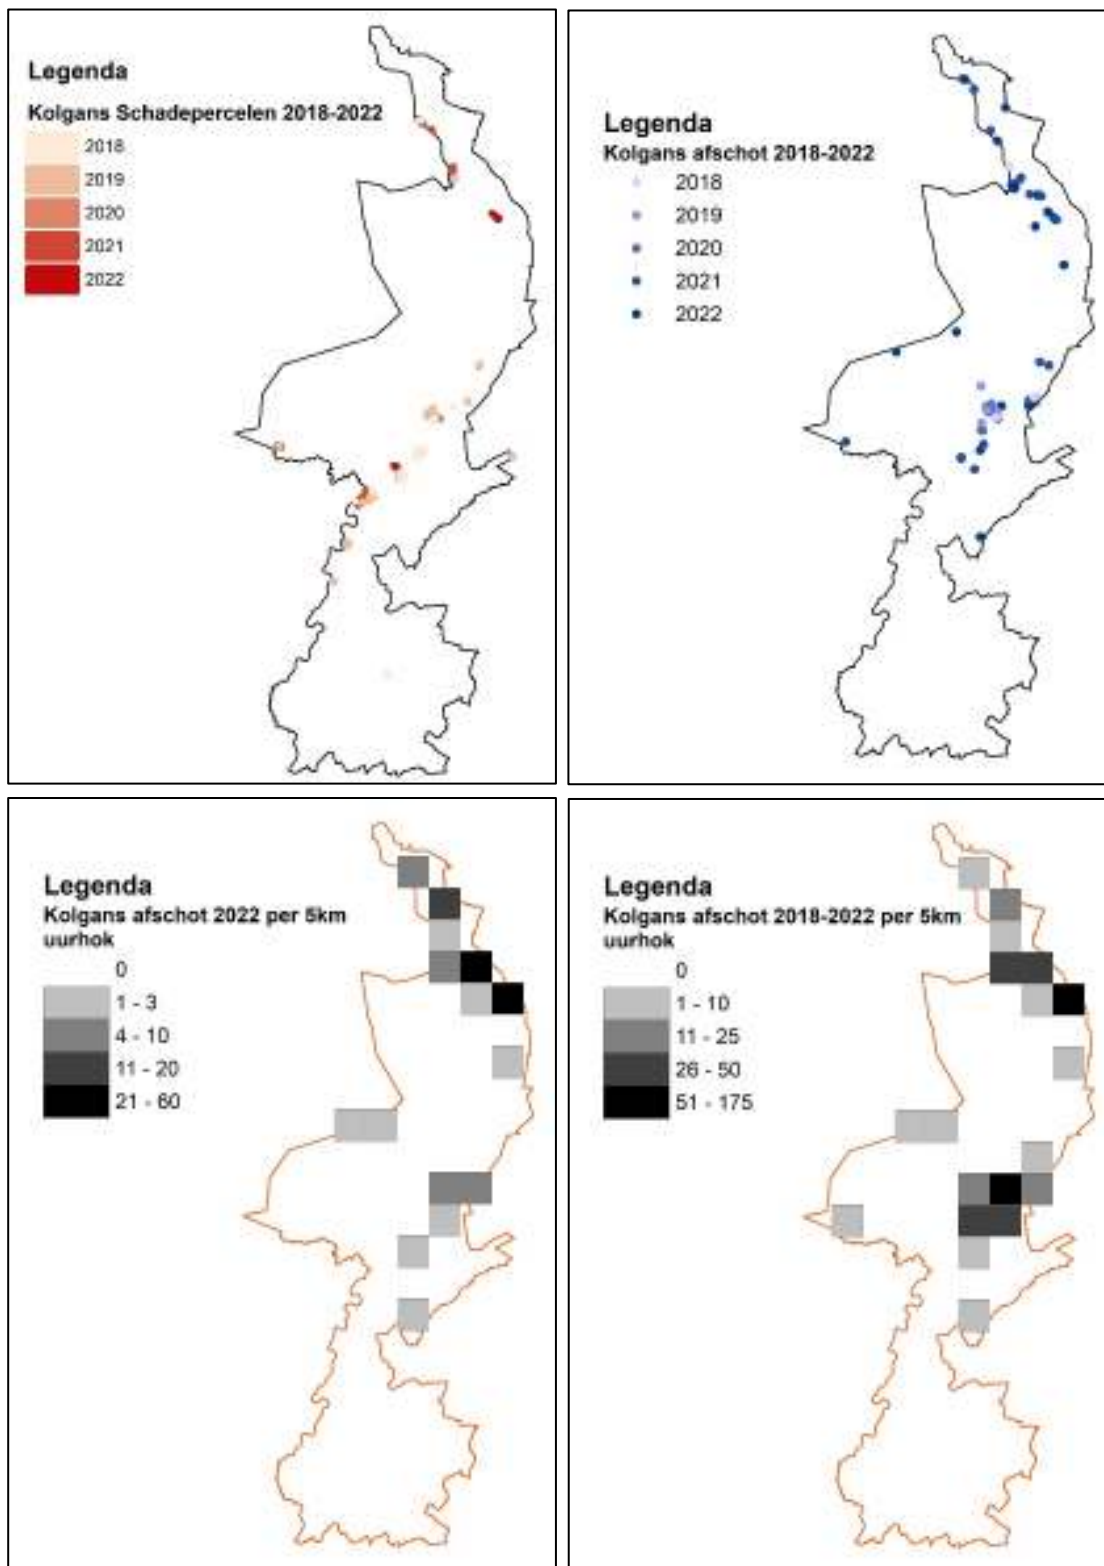 Legenda
Kolgans Schadepercelen 2018-2022
2018
2019
2020
2021
2022
Legenda
Kolgans afschot 2018-2022
2018
2019
2020
2021
2022
Legenda
Kolgans afschot 2022 per 5km
uurhok
0
1 - 3
4 - 10
11 - 20
21 - 60
Legenda
Kolgans afschot 2018-2022 per 5km
uurhok
0
1 - 10
11 - 25
26 - 50
51 - 175